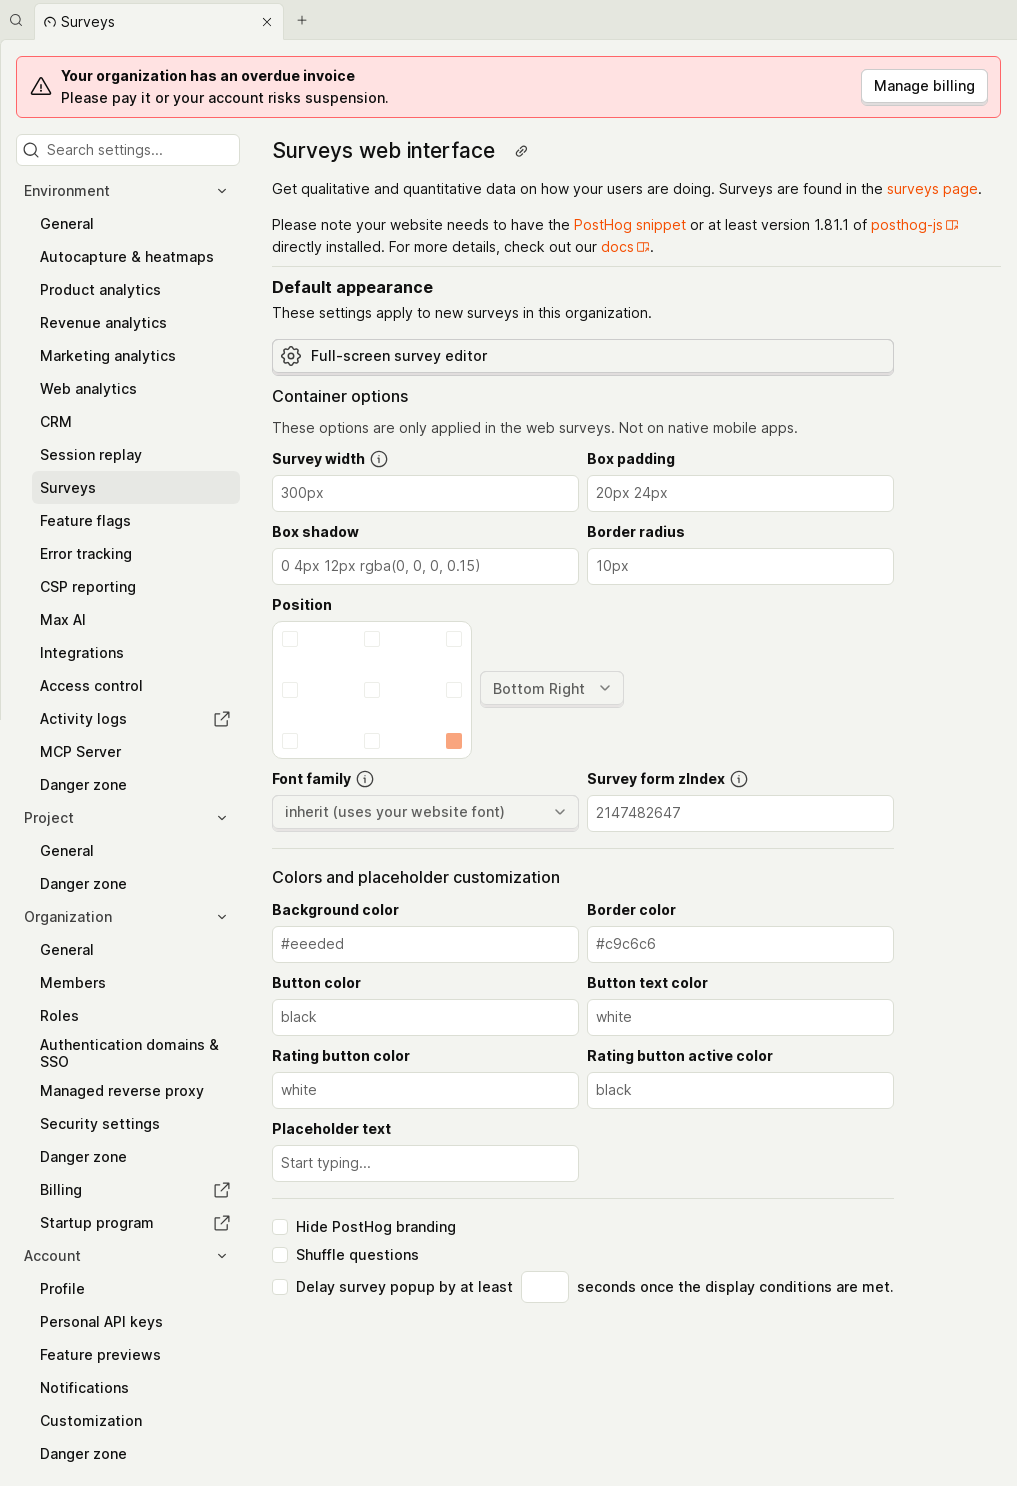 Surveys
Your organization has an overdue invoice
Please pay it or your account risks suspension.
Manage billing
Search settings...
Environment
General
Autocapture & heatmaps
Product analytics
Revenue analytics
Marketing analytics
Web analytics
CRM
Session replay
Surveys
Feature flags
Error tracking
CSP reporting
Max AI
Integrations
Access control
Activity logs
MCP Server
Danger zone
Project
General
Danger zone
Organization
General
Members
Roles
Authentication domains &
SSO
Managed reverse proxy
Security settings
Danger zone
Billing
Startup program
Account
Profile
Personal API keys
Feature previews
Notifications
Customization
Danger zone
Surveys web interface
Get qualitative and quantitative data on how your users are doing. Surveys are found in the surveys page.
Please note your website needs to have the PostHog snippet or at least version 1.81.1 of posthog-js
directly installed. For more details, check out our docs.
Default appearance
These settings apply to new surveys in this organization.
Full-screen survey editor
Container options
These options are only applied in the web surveys. Not on native mobile apps.
Survey width
Box padding
300px
20px 24px
Box shadow
Border radius
0 4px 12px rgba(0, 0, 0, 0.15)
10px
Position
Bottom Right
Font family
Survey form zIndex
inherit (uses your website font)
2147482647
Colors and placeholder customization
Background color
Border color
#eeeded
#c9c6c6
Button color
Button text color
black
white
Rating button color
Rating button active color
white
black
Placeholder text
Start typing...
Hide PostHog branding
Shuffle questions
Delay survey popup by at least seconds once the display conditions are met.